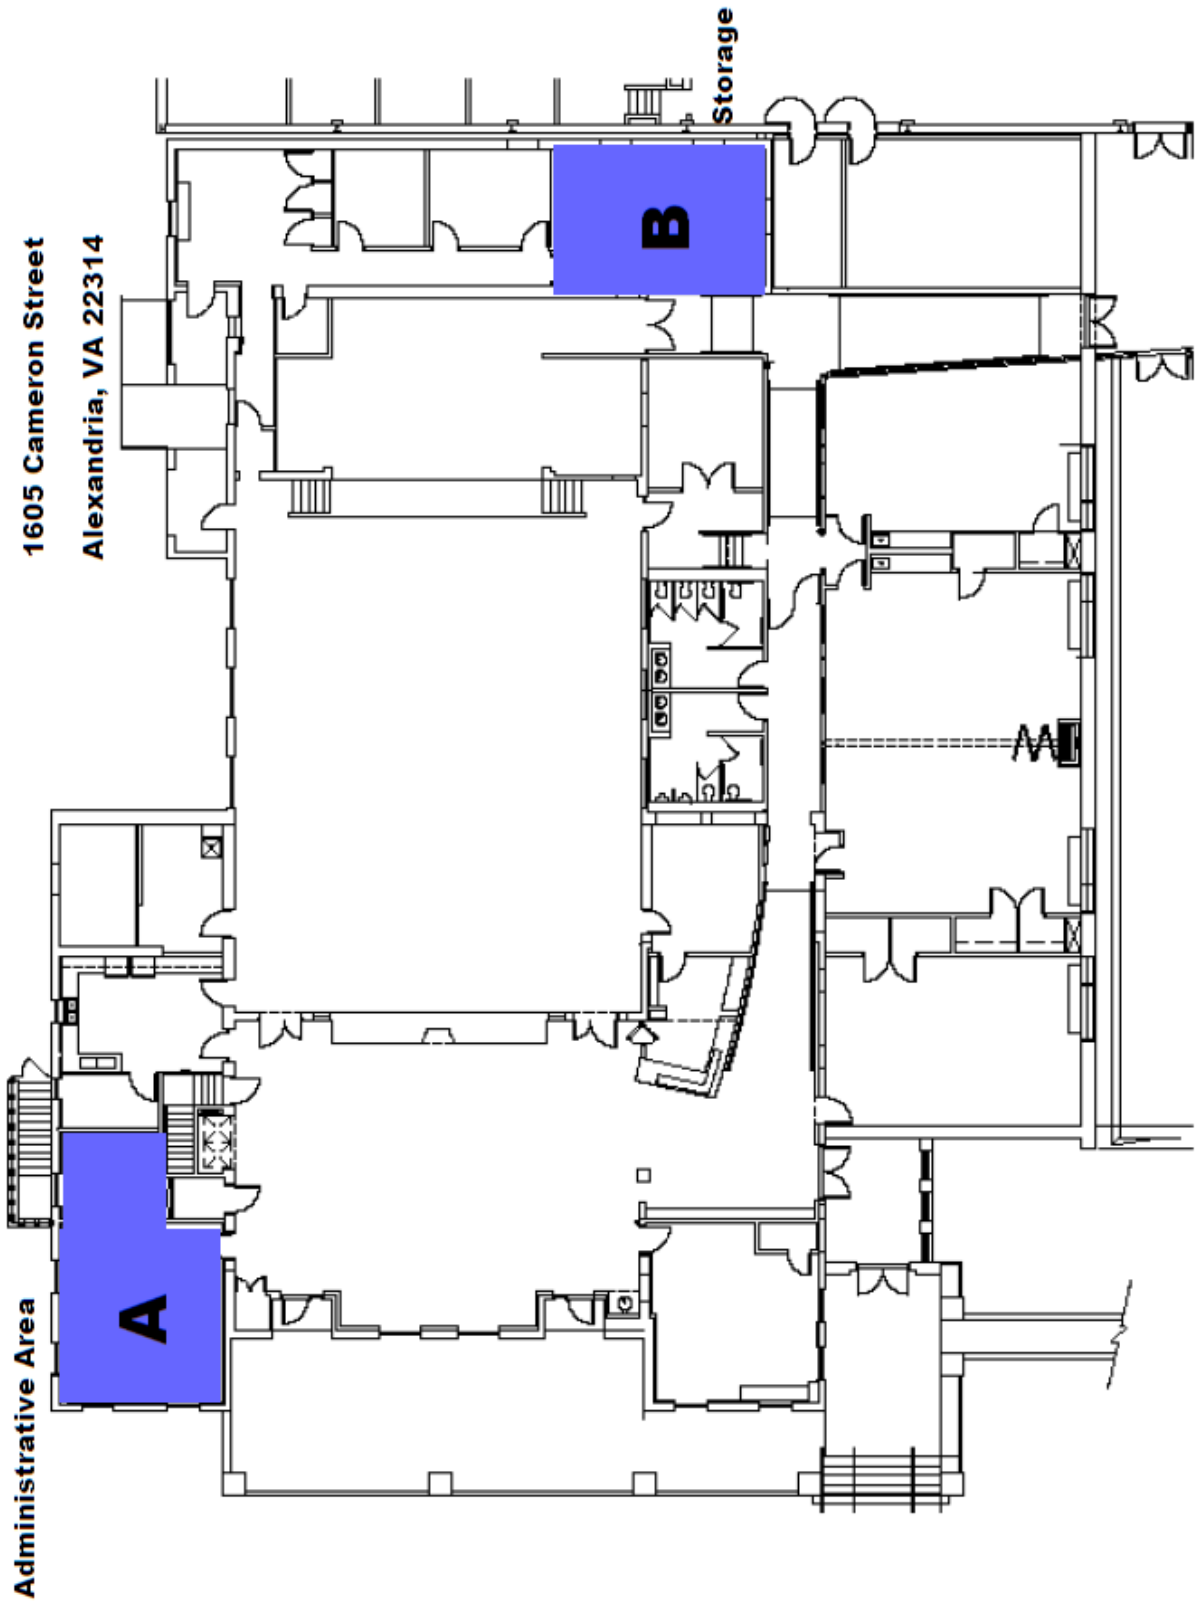 1605 Cameron Street
Alexandria, VA 22314
Storage
B
Administrative Area
A